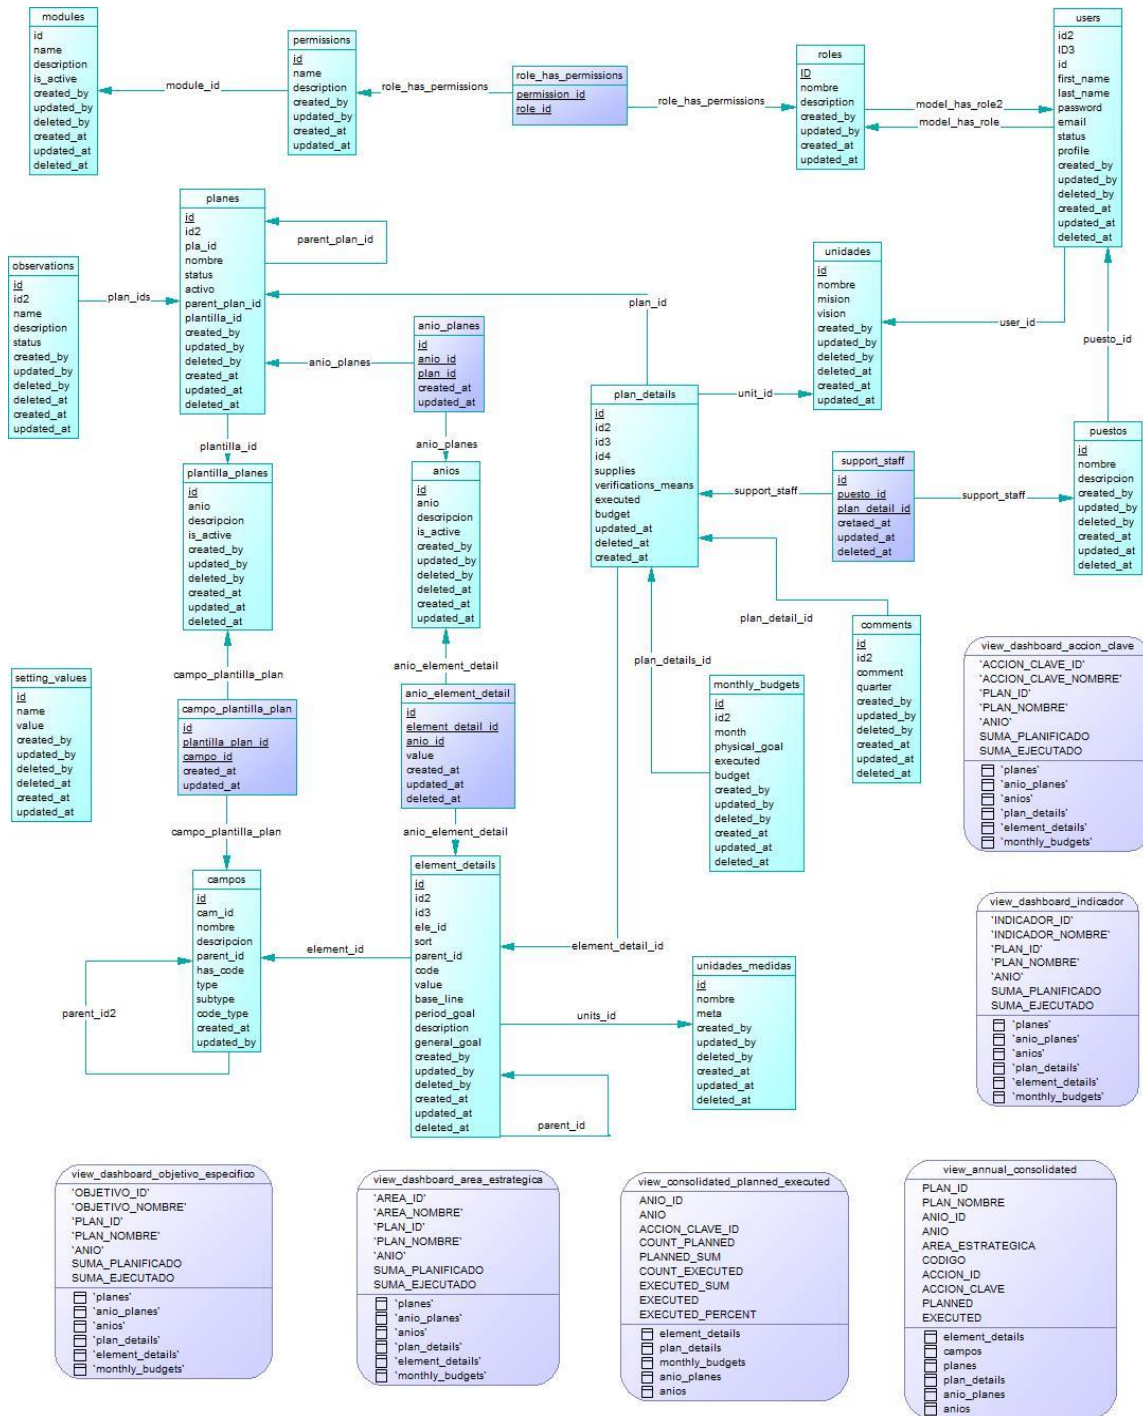 modules
id
name
description
is_active
created_by
updated_by
deleted_by
created_at
updated_at
deleted_at
module_id
permissions
id
name
description
created_by
updated_by
created_at
updated_at
role_has_permissions
role_has_permissions
permission_id
role_id
role_has_permissions
roles
ID
nombre
description
created_by
updated_by
created_at
updated_at
model_has_role2
model_has_role
users
id2
ID3
id
first_name
last_name
password
email
status
profile
created_by
updated_by
deleted_by
created_at
updated_at
deleted_at
planes
id
id2
pla_id
nombre
status
activo
parent_plan_id
plantilla_id
created_by
updated_by
deleted_by
created_at
updated_at
deleted_at
parent_plan_id
observations
id
id2
name
description
status
created_by
updated_by
deleted_by
deleted_at
created_at
updated_at
plan_ids
anio_planes
anio_planes
id
anio_id
plan_id
created_at
updated_at
anio_planes
plan_id
unidades
id
nombre
mision
vision
created_by
updated_by
deleted_by
deleted_at
created_at
updated_at
user_id
puesto_id
plan_details
id
id2
id3
id4
supplies
verifications_means
executed
budget
updated_at
deleted_at
created_at
unit_id
plantilla_id
plantilla_planes
id
anio
descripcion
is_active
created_by
updated_by
deleted_by
created_at
updated_at
deleted_at
anios
id
anio
descripcion
is_active
created_by
updated_by
deleted_by
deleted_at
created_at
updated_at
support_staff
support_staff
id
puesto_id
plan_detail_id
cretaed_at
updated_at
deleted_at
support_staff
puestos
id
nombre
descripcion
created_by
updated_by
deleted_by
created_at
updated_at
deleted_at
plan_detail_id
comments
id
id2
comment
quarter
created_by
updated_by
deleted_by
created_at
updated_at
deleted_at
plan_details_id
monthly_budgets
id
id2
month
physical_goal
executed
budget
created_by
updated_by
deleted_by
created_at
updated_at
deleted_at
view_dashboard_accion_clave
`ACCION_CLAVE_ID`
`ACCION_CLAVE_NOMBRE`
`PLAN_ID`
`PLAN_NOMBRE`
`ANIO`
SUMA_PLANIFICADO
SUMA_EJECUTADO
`planes`
`anio_planes`
`anios`
`plan_details`
`element_details`
`monthly_budgets`
setting_values
id
name
value
created_by
updated_by
deleted_by
deleted_at
created_at
updated_at
campo_plantilla_plan
campo_plantilla_plan
id
plantilla_plan_id
campo_id
created_at
updated_at
campo_plantilla_plan
anio_element_detail
anio_element_detail
id
element_detail_id
anio_id
value
created_at
updated_at
deleted_at
anio_element_detail
campos
id
cam_id
nombre
descripcion
parent_id
has_code
type
subtype
code_type
created_at
updated_by
parent_id2
element_id
element_details
id
id2
id3
ele_id
sort
parent_id
code
value
base_line
period_goal
description
general_goal
created_by
updated_by
deleted_by
created_at
updated_at
deleted_at
element_detail_id
units_id
parent_id
unidades_medidas
id
nombre
meta
created_by
updated_by
deleted_by
created_at
updated_at
deleted_at
view_dashboard_indicador
`INDICADOR_ID`
`INDICADOR_NOMBRE`
`PLAN_ID`
`PLAN_NOMBRE`
`ANIO`
SUMA_PLANIFICADO
SUMA_EJECUTADO
`planes`
`anio_planes`
`anios`
`plan_details`
`element_details`
`monthly_budgets`
view_dashboard_objetivo_especifico
`OBJETIVO_ID`
`OBJETIVO_NOMBRE`
`PLAN_ID`
`PLAN_NOMBRE`
`ANIO`
SUMA_PLANIFICADO
SUMA_EJECUTADO
`planes`
`anio_planes`
`anios`
`plan_details`
`element_details`
`monthly_budgets`
view_dashboard_area_estrategica
`AREA_ID`
`AREA_NOMBRE`
`PLAN_ID`
`PLAN_NOMBRE`
`ANIO`
SUMA_PLANIFICADO
SUMA_EJECUTADO
`planes`
`anio_planes`
`anios`
`plan_details`
`element_details`
`monthly_budgets`
view_consolidated_planned_executed
ANIO_ID
ANIO
ACCION_CLAVE_ID
COUNT_PLANNED
PLANNED_SUM
COUNT_EXECUTED
EXECUTED_SUM
EXECUTED
EXECUTED_PERCENT
element_details
plan_details
monthly_budgets
anio_planes
anios
view_annual_consolidated
PLAN_ID
PLAN_NOMBRE
ANIO_ID
ANIO
AREA_ESTRATEGICA
CODIGO
ACCION_ID
ACCION_CLAVE
PLANNED
EXECUTED
element_details
campos
planes
plan_details
anio_planes
anios